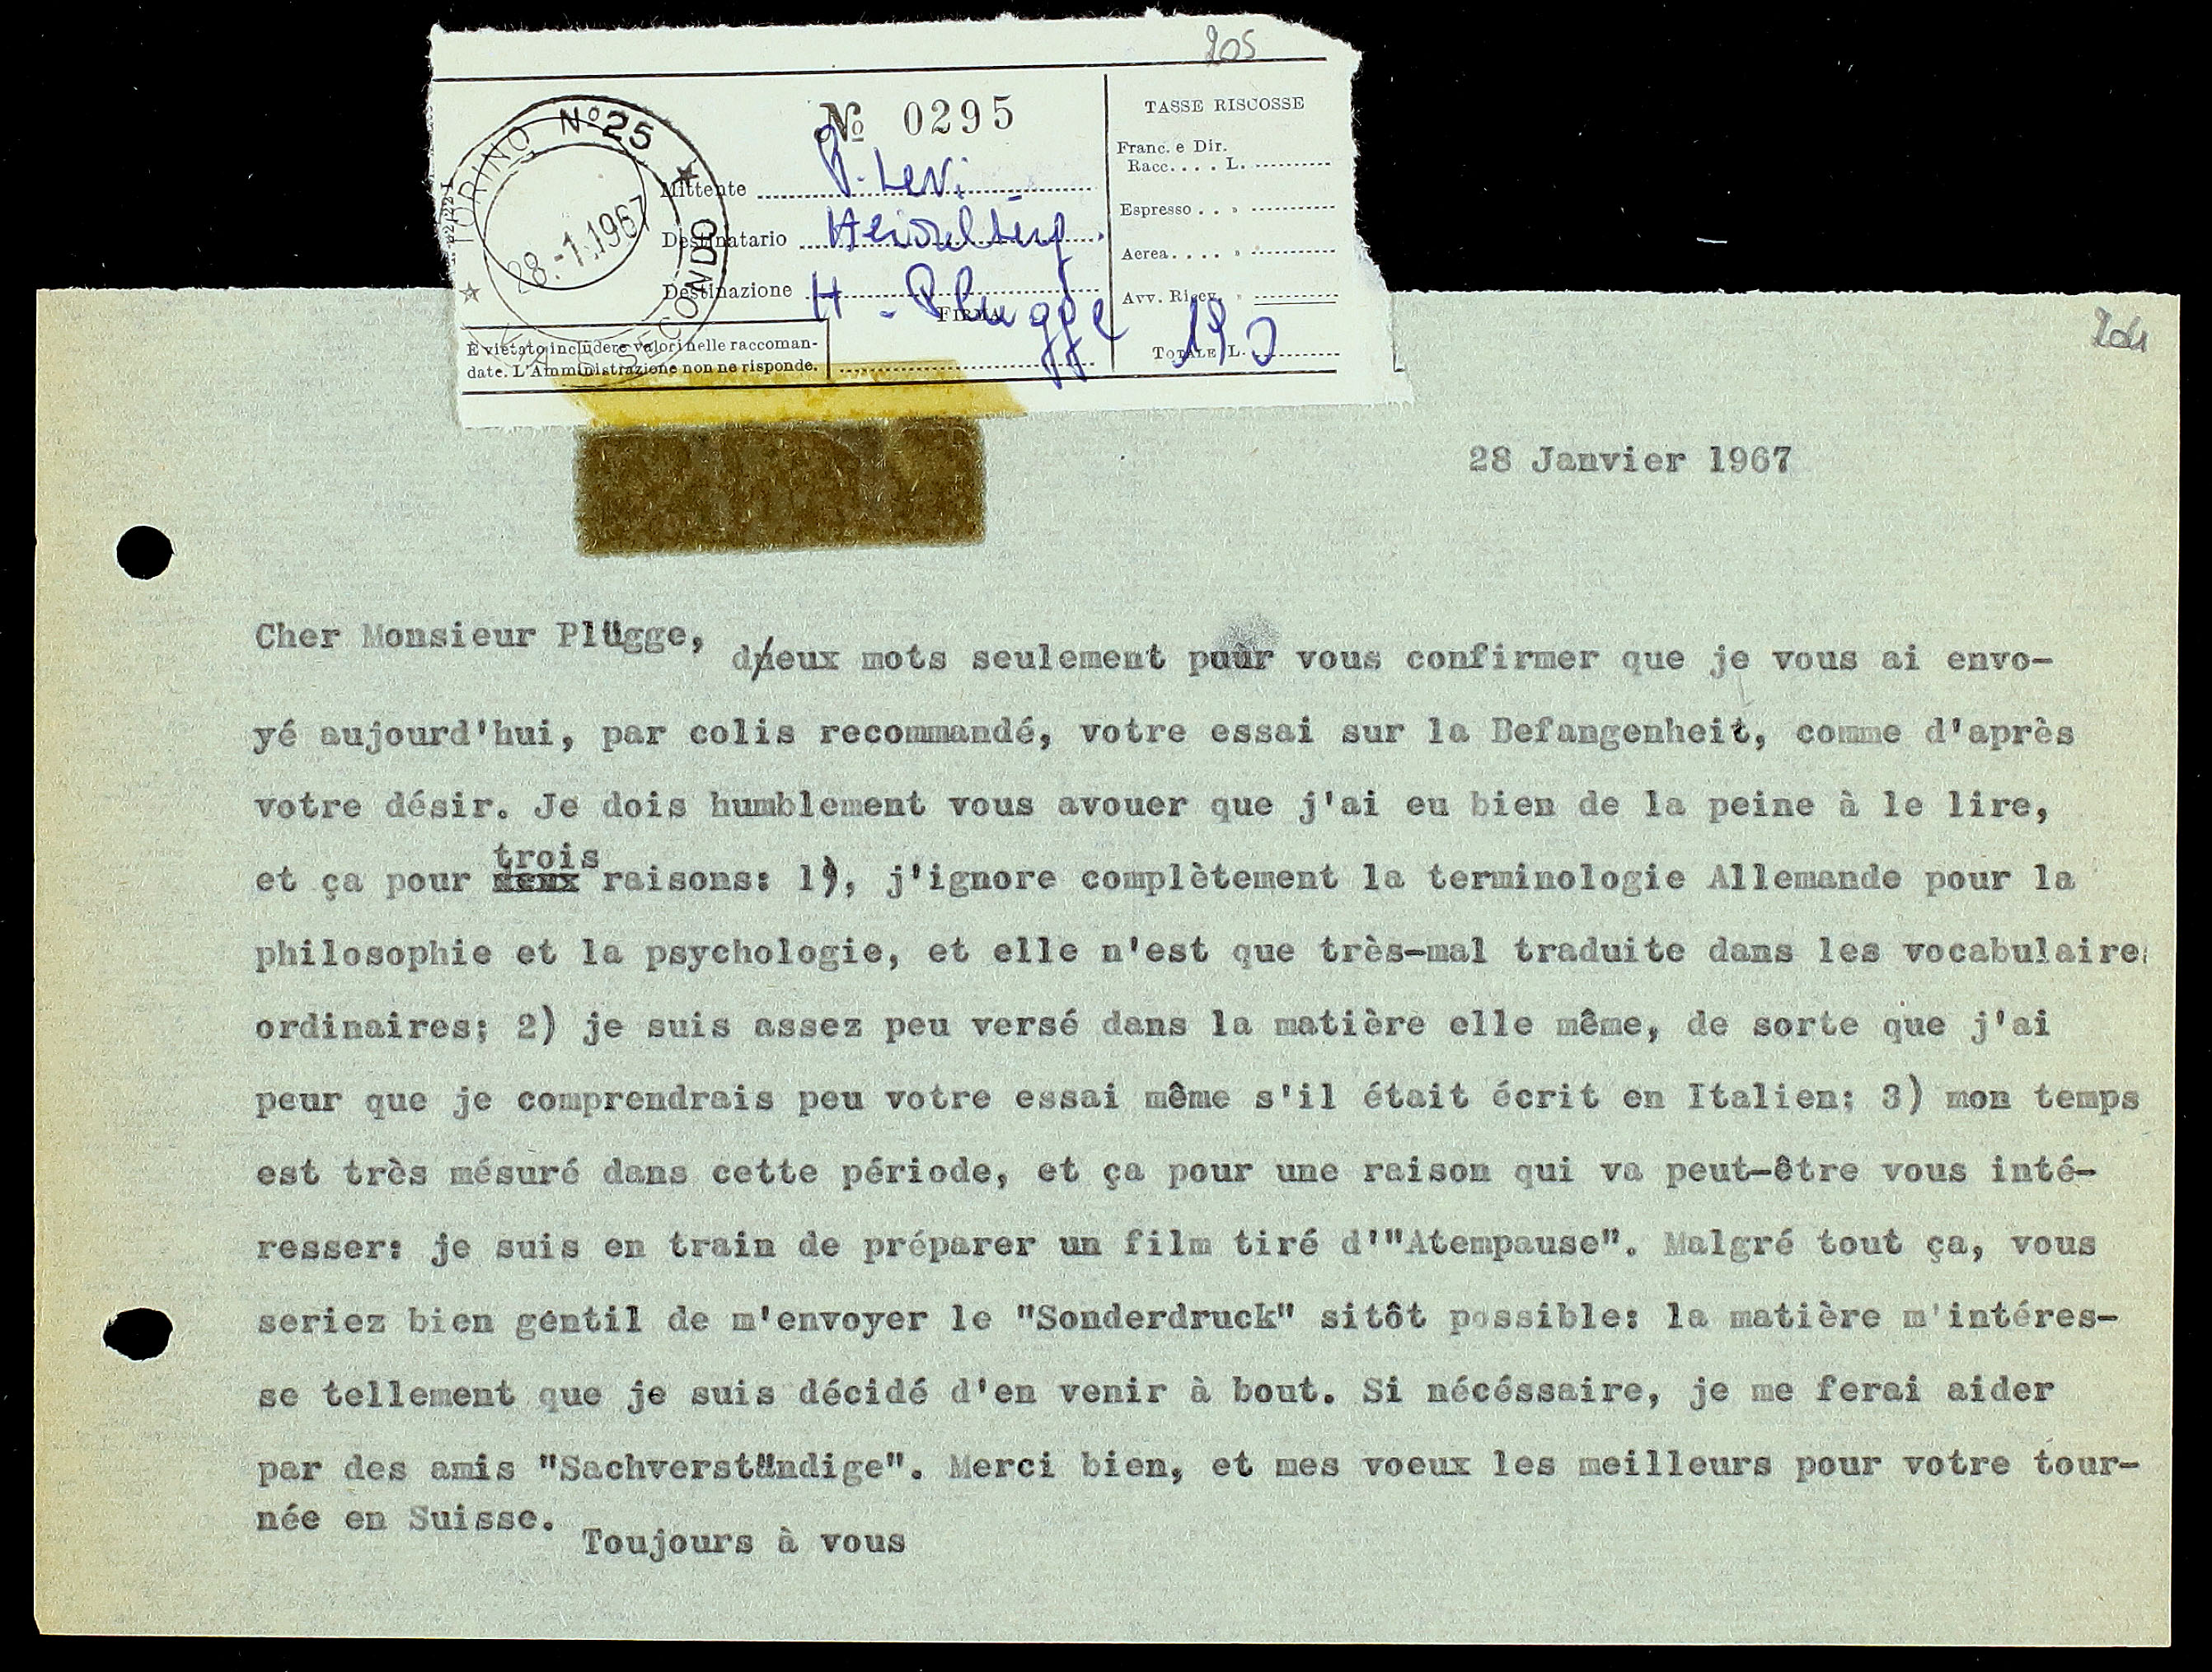 205
TORINO Nº25
28.-1.1967
SECONDO
№ 0295
Mittente P. Levi
Destinatario Heidelberg.
Destinazione H. Plugge
FIRMA
È vietato includere valori nelle raccoman-
date. L'Amministrazione non ne risponde.
TASSE RISCOSSE
Franc. e Dir.
Racc. . . . L.
Espresso . . »
Aerea . . . . »
Avv. Ricev. »
TOTALE L. 190
204
28 Janvier 1967
Cher Monsieur Plügge,
deux mots seulement pour vous confirmer que je vous ai envo-
yé aujourd'hui, par colis recommandé, votre essai sur la Befangenheit, comme d'après
votre désir. Je dois humblement vous avouer que j'ai eu bien de la peine à le lire,
trois
et ça pour deux raisons: 1), j'ignore complètement la terminologie Allemande pour la
philosophie et la psychologie, et elle n'est que très-mal traduite dans les vocabulaires
ordinaires; 2) je suis assez peu versé dans la matière elle même, de sorte que j'ai
peur que je comprendrais peu votre essai même s'il était écrit en Italien; 3) mon temps
est très mésuré dans cette période, et ça pour une raison qui va peut-être vous inté-
resser: je suis en train de préparer un film tiré d'"Atempause". Malgré tout ça, vous
seriez bien gentil de m'envoyer le "Sonderdruck" sitôt possible: la matière m'intéres-
se tellement que je suis décidé d'en venir à bout. Si nécéssaire, je me ferai aider
par des amis "Sachverständige". Merci bien, et mes voeux les meilleurs pour votre tour-
née en Suisse.
Toujours à vous